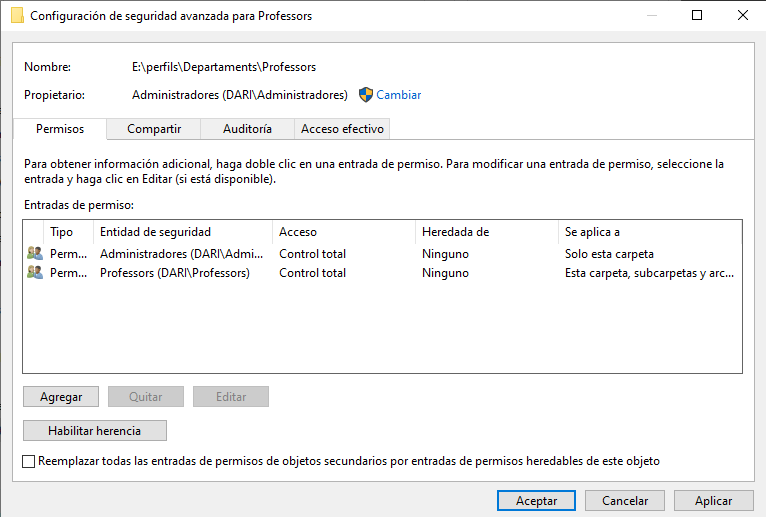 Configuración de seguridad avanzada para Professors
Nombre: E:\perfils\Departaments\Professors
Propietario: Administradores (DARI\Administradores) Cambiar
Permisos Compartir Auditoría Acceso efectivo
Para obtener información adicional, haga doble clic en una entrada de permiso. Para modificar una entrada de permiso, seleccione la
entrada y haga clic en Editar (si está disponible).
Entradas de permiso:
Tipo Entidad de seguridad Acceso Heredada de Se aplica a
Perm... Administradores (DARI\Admi... Control total Ninguno Solo esta carpeta
Perm... Professors (DARI\Professors) Control total Ninguno Esta carpeta, subcarpetas y arc...
Agregar Quitar Editar
Habilitar herencia
Reemplazar todas las entradas de permisos de objetos secundarios por entradas de permisos heredables de este objeto
Aceptar Cancelar Aplicar